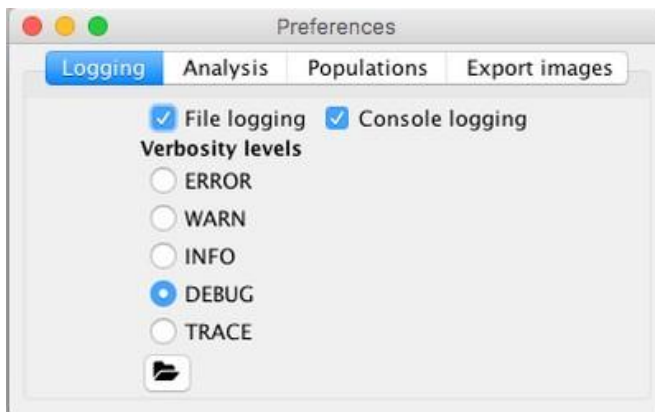 Preferences
Logging Analysis Populations Export images
File logging Console logging
Verbosity levels
ERROR
WARN
INFO
DEBUG
TRACE